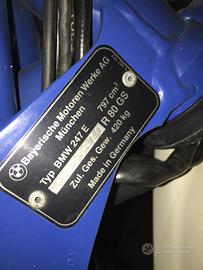 Bayerische Motoren Werke AG
München 797 cm³
Typ BMW 247 E R 80 GS
Zul. Ges. Gew. 420 kg
Made in Germany
Subito.it